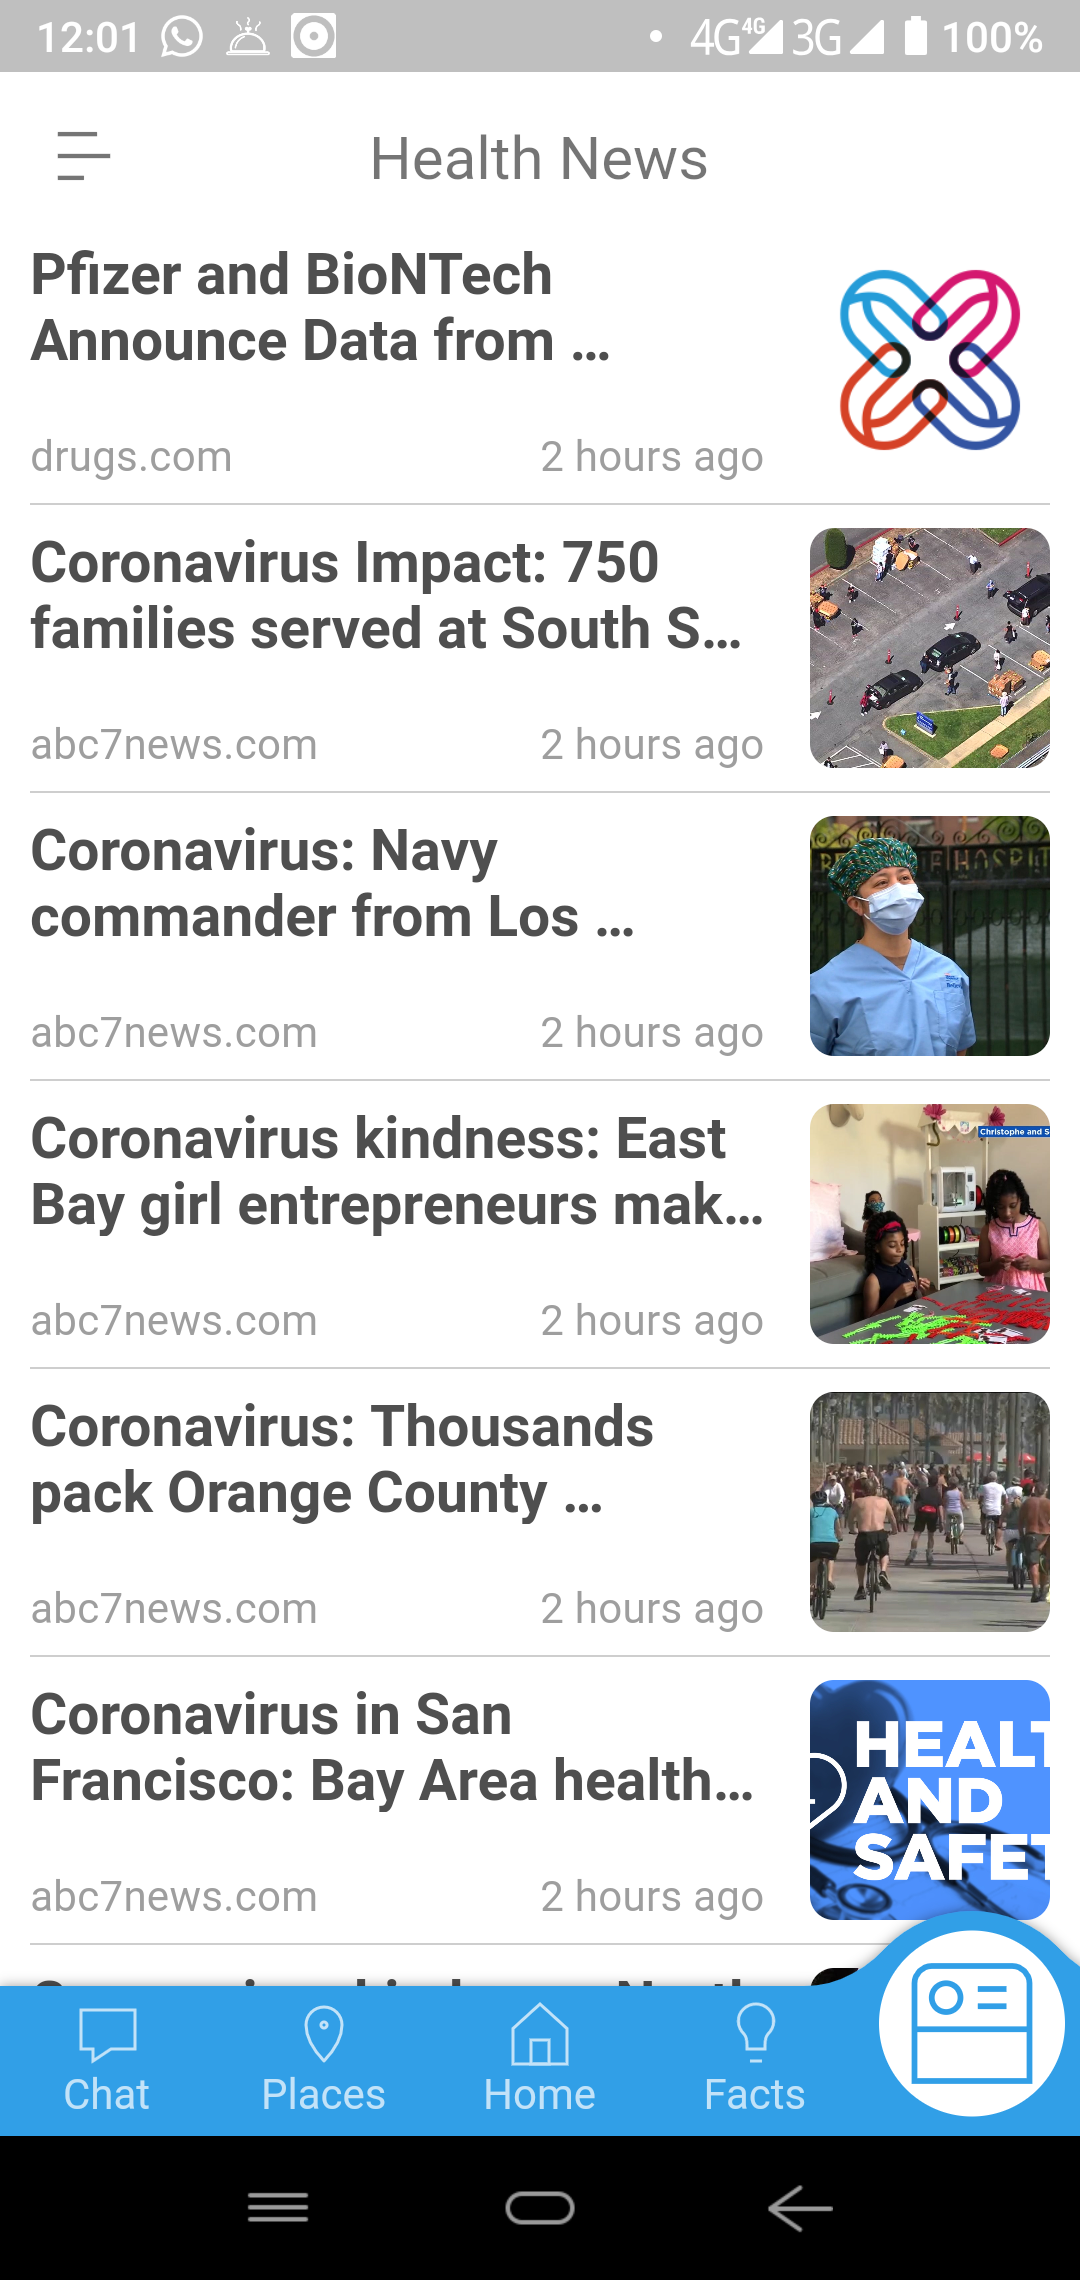 12:01 4G 4G 3G 100%
Health News
Pfizer and BioNTech
Announce Data from ...
drugs.com 2 hours ago
Coronavirus Impact: 750
families served at South S...
abc7news.com 2 hours ago
Coronavirus: Navy
commander from Los ...
abc7news.com 2 hours ago
Coronavirus kindness: East
Bay girl entrepreneurs mak...
Christophe and S
abc7news.com 2 hours ago
Coronavirus: Thousands
pack Orange County ...
abc7news.com 2 hours ago
Coronavirus in San
Francisco: Bay Area health...
HEALT
AND
SAFET
abc7news.com 2 hours ago
Chat Places Home Facts